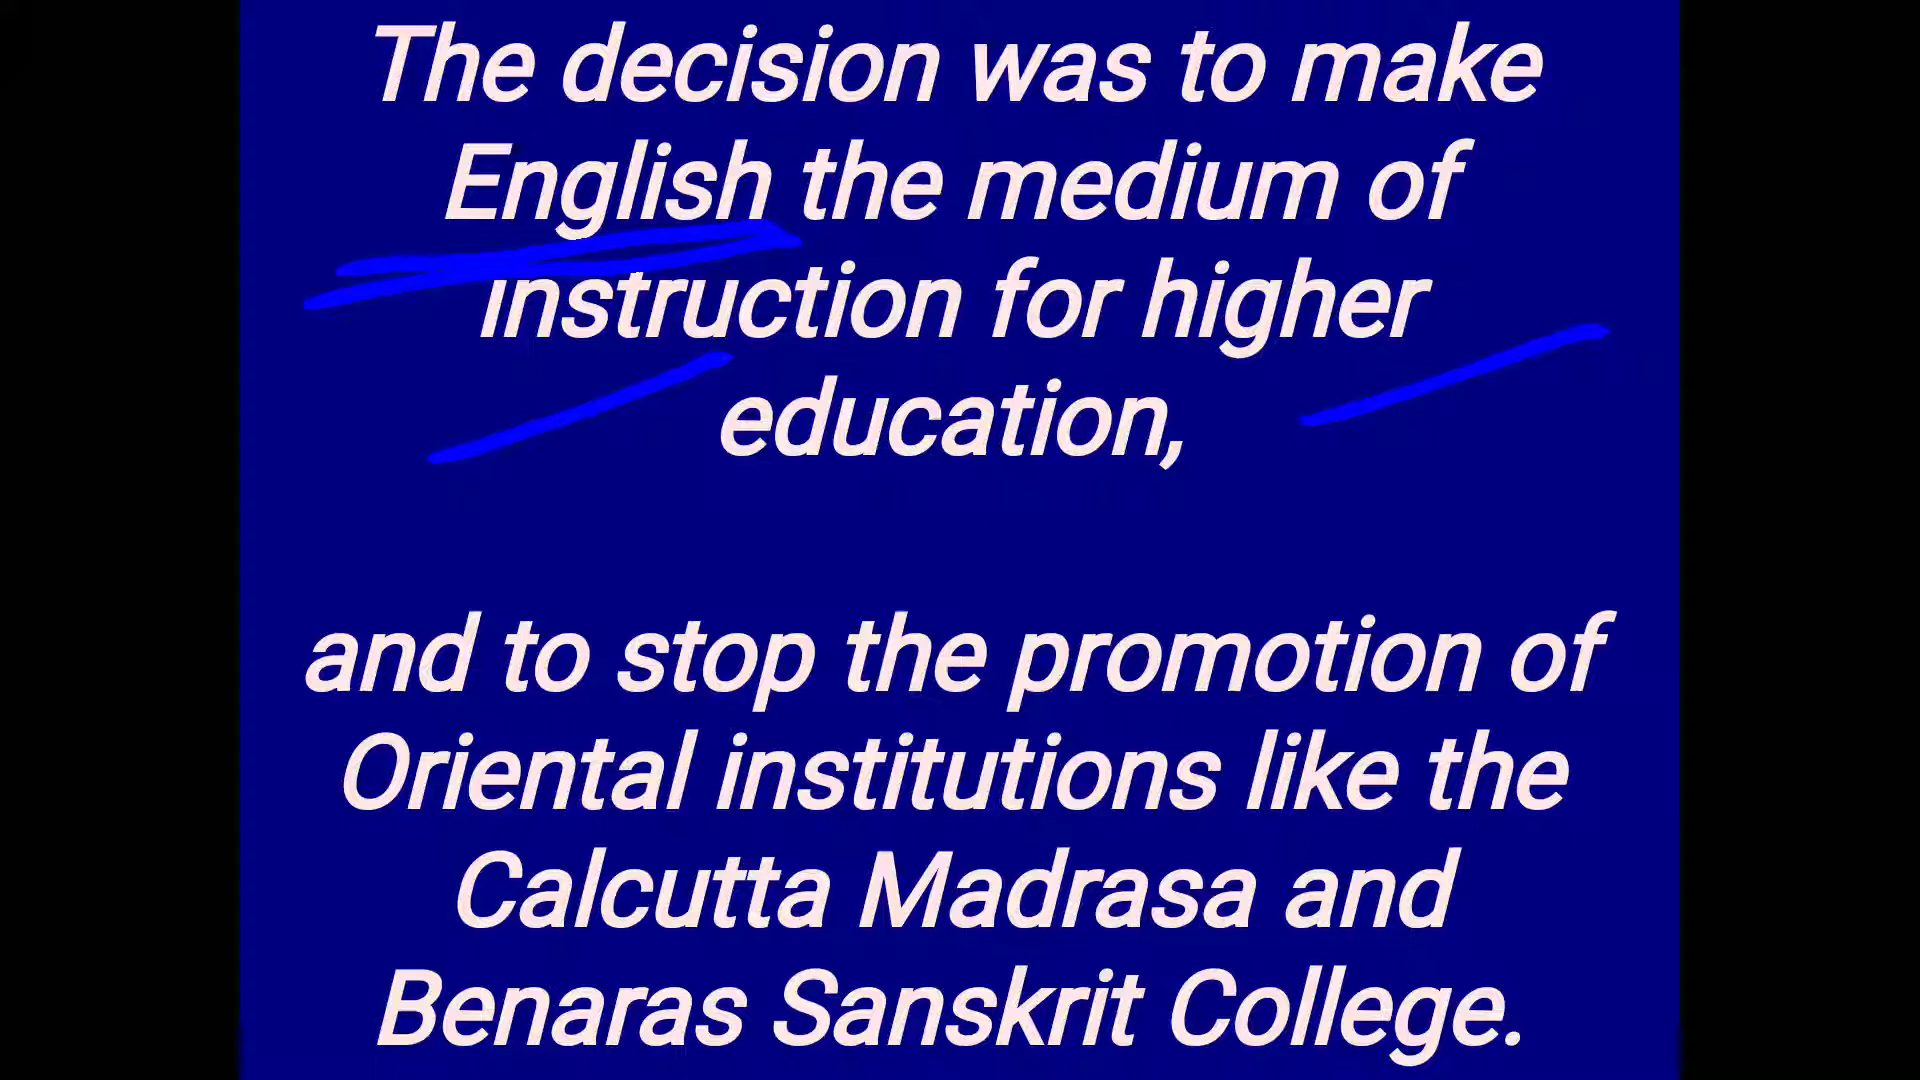 The decision was to make
English the medium of
instruction for higher
education,
and to stop the promotion of
Oriental institutions like the
Calcutta Madrasa and
Benaras Sanskrit College.